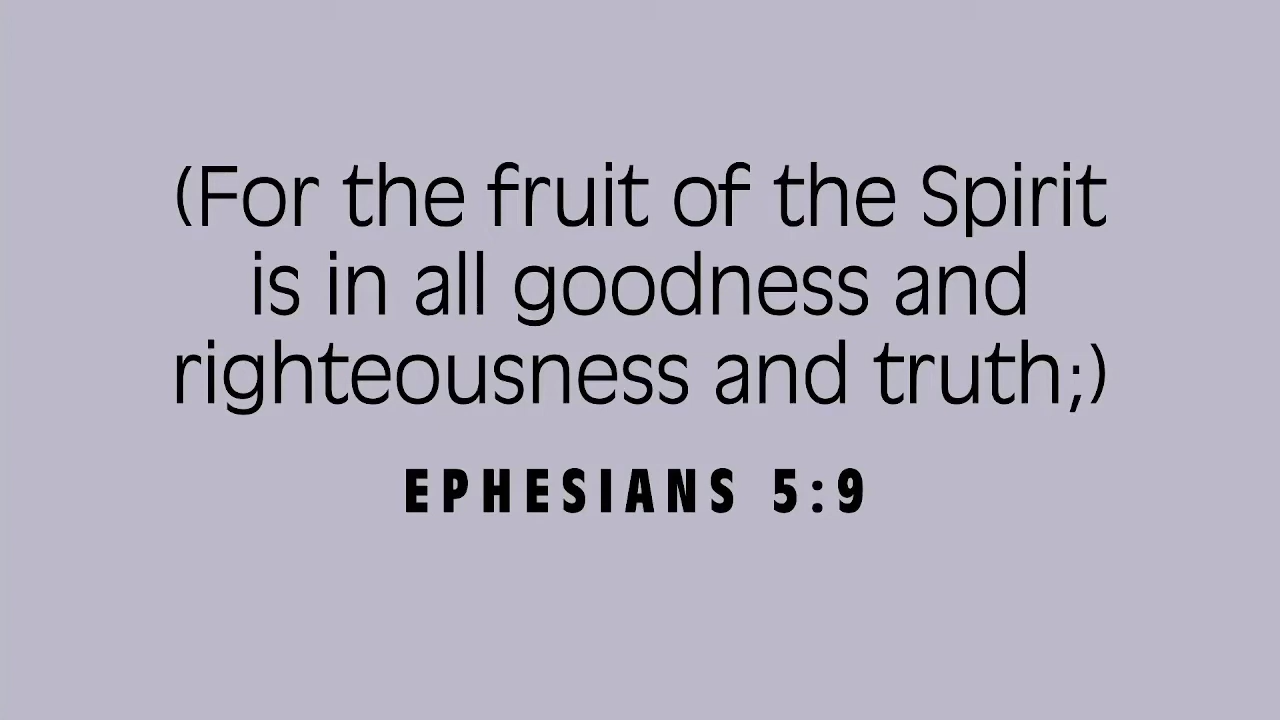 (For the fruit of the Spirit
is in all goodness and
righteousness and truth;)
EPHESIANS 5:9